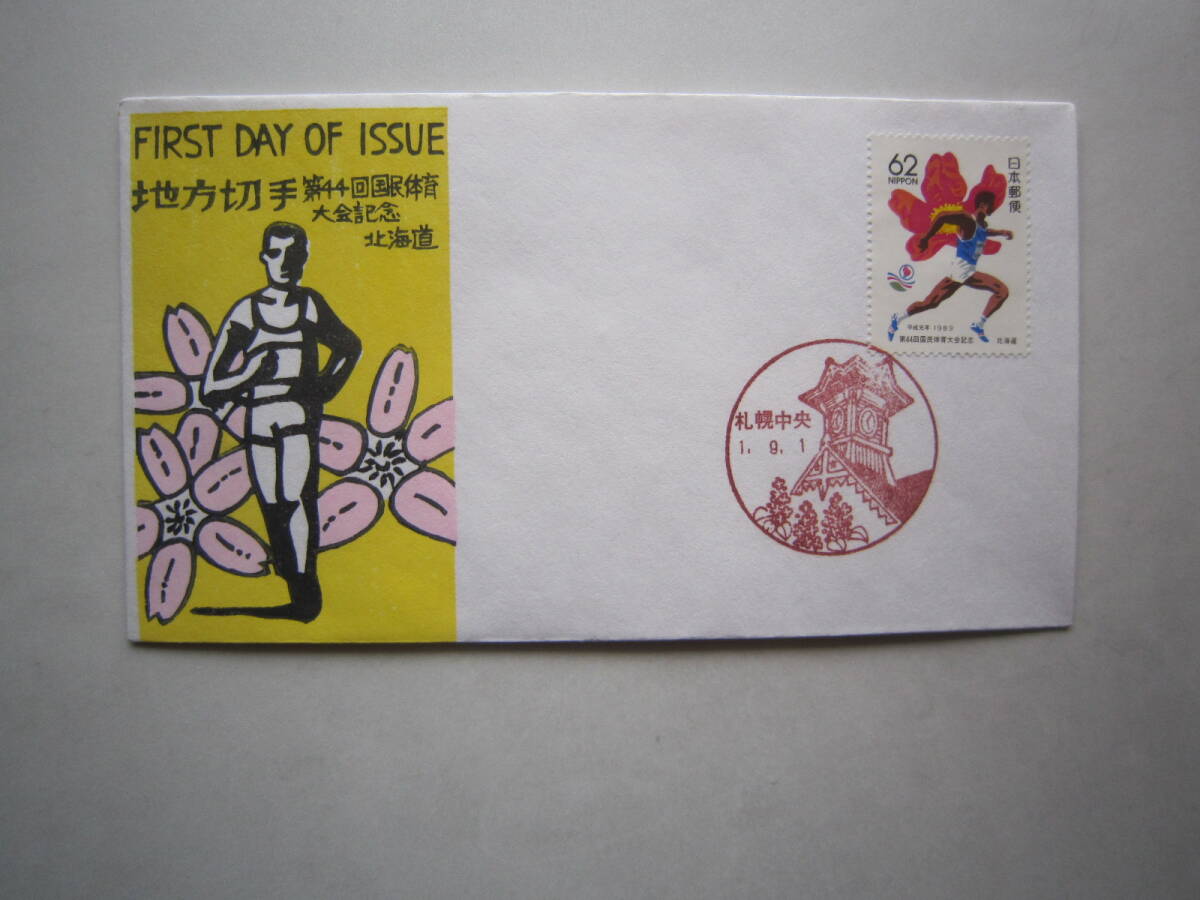 FIRST DAY OF ISSUE
地方切手
第44回国民体育
大会記念
北海道
62
NIPPON
日本郵便
平成元年 1989
第44回国民体育大会記念 北海道
札幌中央
1. 9. 1